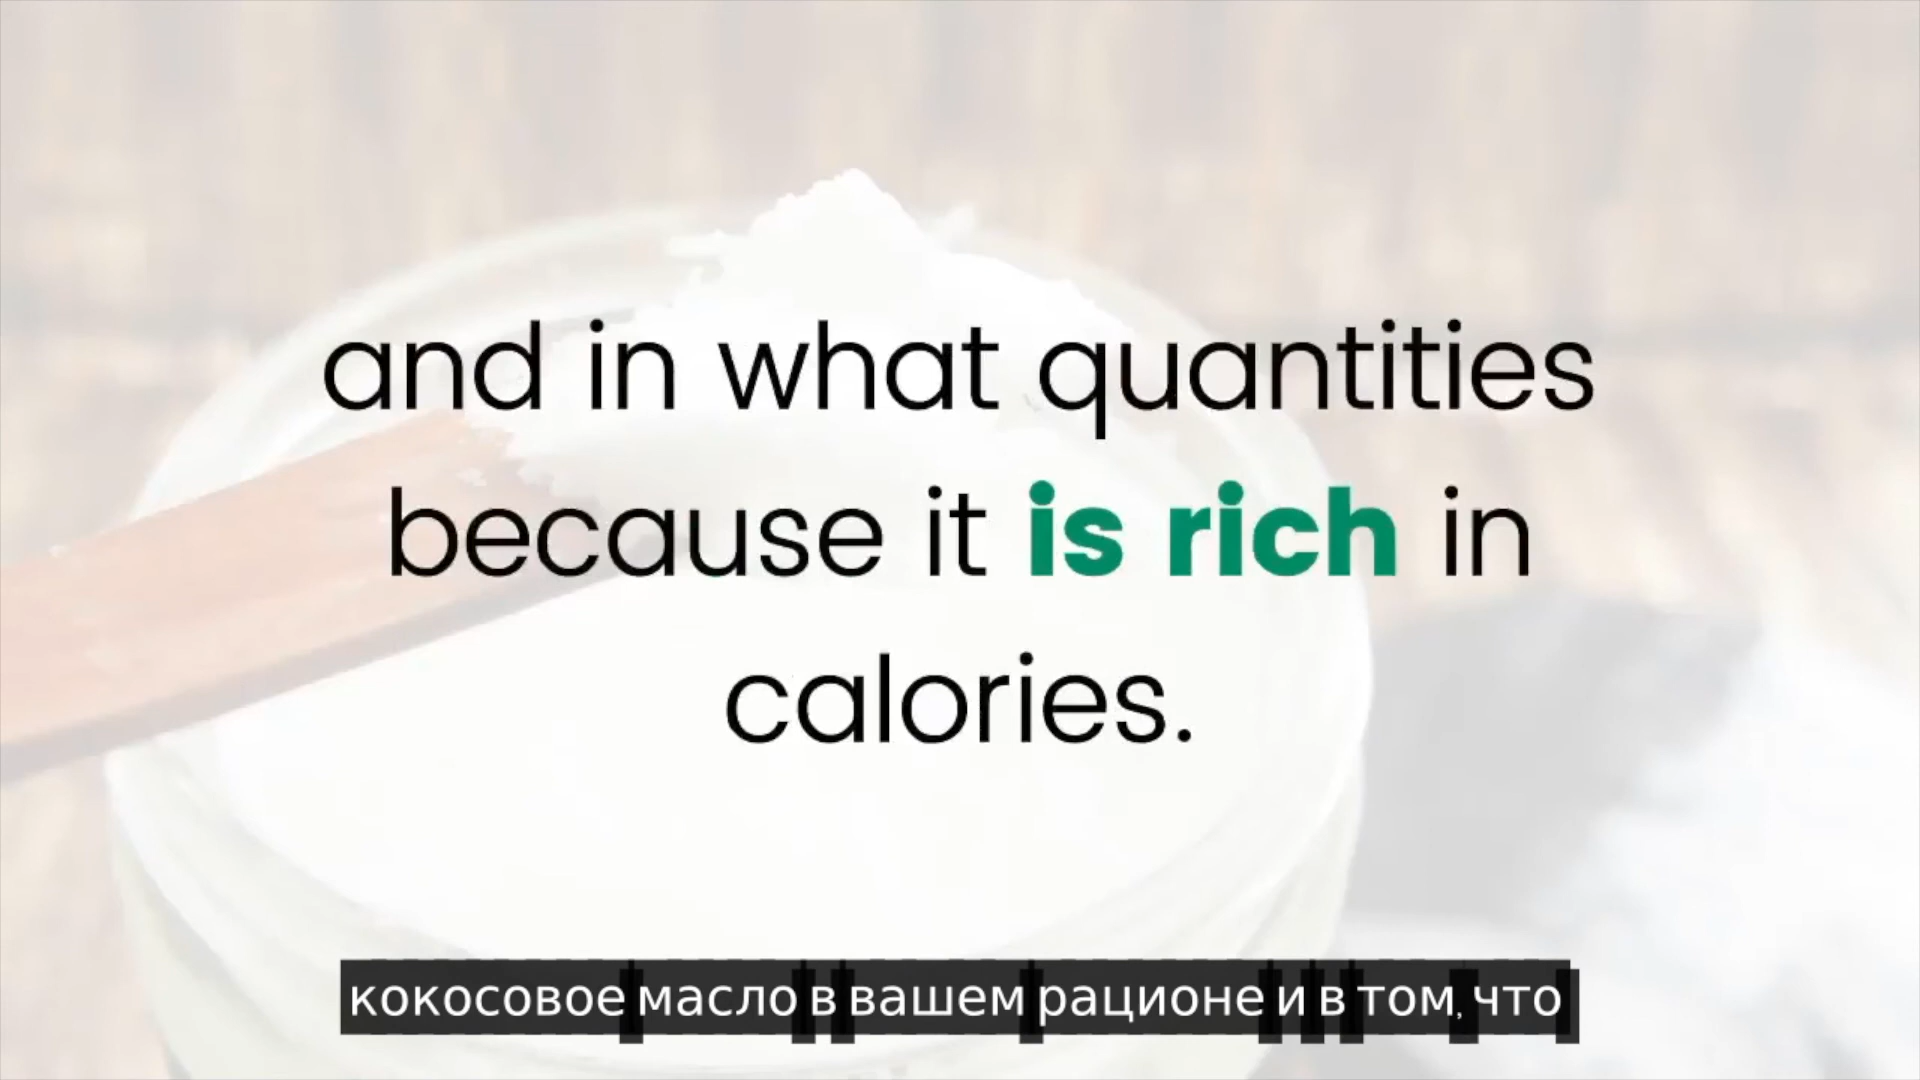 and in what quantities
because it is rich in
calories.
кокосовое масло в вашем рационе и в том, что